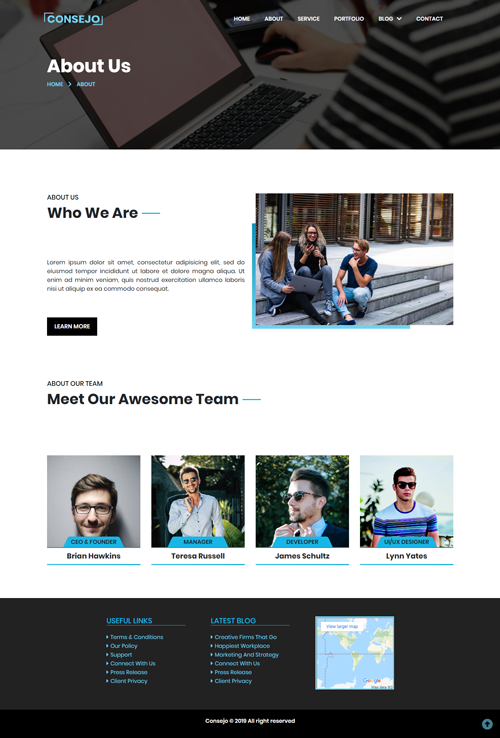 CONSEJO
HOME ABOUT SERVICE PORTFOLIO BLOG CONTACT
About Us
HOME > ABOUT
ABOUT US
Who We Are
Lorem ipsum dolor sit amet, consectetur adipisicing elit, sed do
eiusmod tempor incididunt ut labore et dolore magna aliqua. Ut
enim ad minim veniam, quis nostrud exercitation ullamco laboris
nisi ut aliquip ex ea commodo consequat.
LEARN MORE
ABOUT OUR TEAM
Meet Our Awesome Team
CEO & FOUNDER
Brian Hawkins
MANAGER
Teresa Russell
DEVELOPER
James Schultz
UI/UX DESIGNER
Lynn Yates
USEFUL LINKS
Terms & Conditions
Our Policy
Support
Connect With Us
Press Release
Client Privacy
LATEST BLOG
Creative Firms That Go
Happiest Workplace
Marketing And Strategy
Connect With Us
Press Release
Client Privacy
View larger map
Google
Consejo © 2019 All right reserved